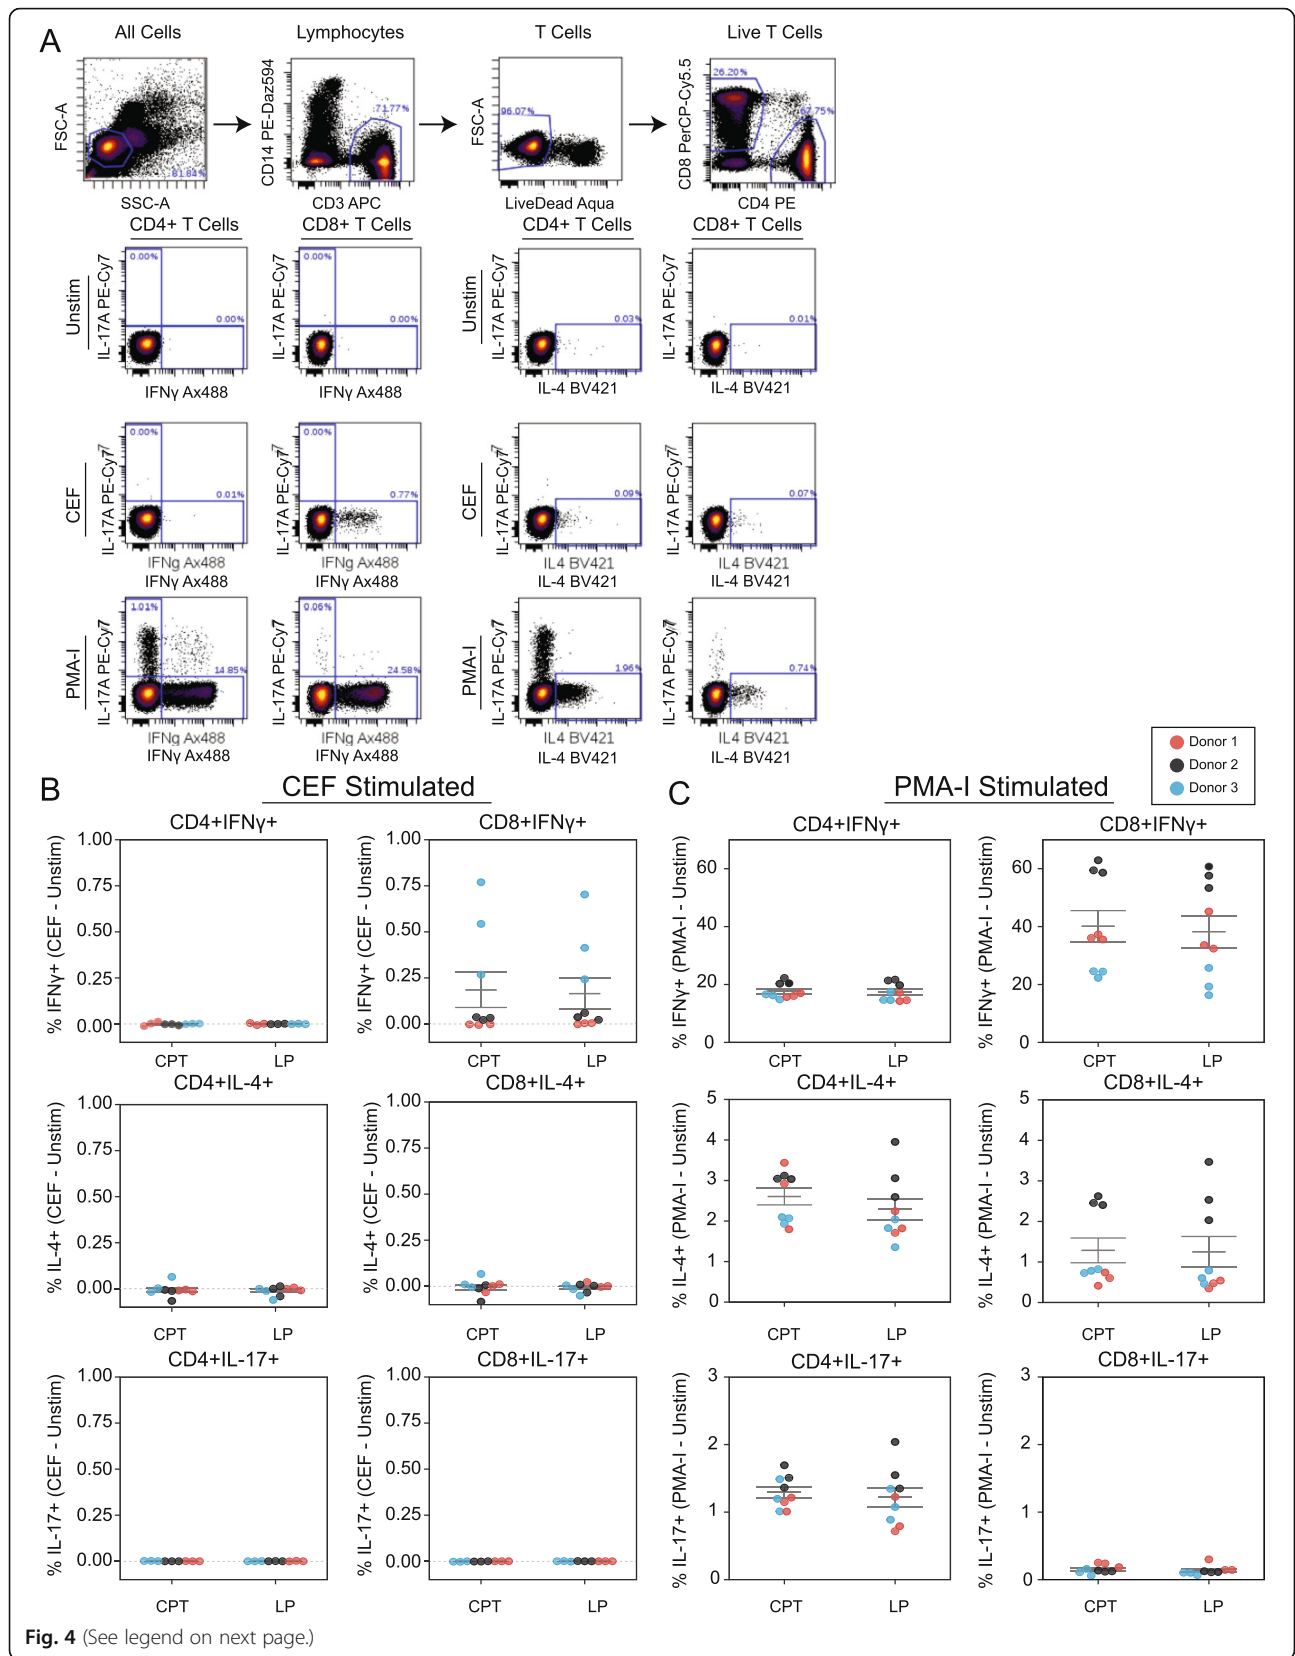 A
All Cells
Lymphocytes
T Cells
Live T Cells
FSC-A
81.84%
SSC-A
CD14 PE-Daz594
71.77%
CD3 APC
FSC-A
96.07%
LiveDead Aqua
CD8 PerCP-Cy5.5
26.20%
67.75%
CD4 PE
CD4+ T Cells
CD8+ T Cells
CD4+ T Cells
CD8+ T Cells
Unstim
IL-17A PE-Cy7
0.00%
0.00%
IFNγ Ax488
IL-17A PE-Cy7
0.00%
0.00%
IFNγ Ax488
Unstim
IL-17A PE-Cy7
0.03%
IL-4 BV421
IL-17A PE-Cy7
0.01%
IL-4 BV421
CEF
IL-17A PE-Cy7
0.00%
0.01%
IFNg Ax488
IFNγ Ax488
IL-17A PE-Cy7
0.00%
0.77%
IFNg Ax488
IFNγ Ax488
CEF
IL-17A PE-Cy7
0.09%
IL4 BV421
IL-4 BV421
IL-17A PE-Cy7
0.07%
IL4 BV421
IL-4 BV421
PMA-I
IL-17A PE-Cy7
1.01%
14.85%
IFNg Ax488
IFNγ Ax488
IL-17A PE-Cy7
0.06%
24.58%
IFNg Ax488
IFNγ Ax488
PMA-I
IL-17A PE-Cy7
1.96%
IL4 BV421
IL-4 BV421
IL-17A PE-Cy7
0.74%
IL4 BV421
IL-4 BV421
Donor 1
Donor 2
Donor 3
B
CEF Stimulated
CD4+IFNγ+
% IFNγ+ (CEF - Unstim)
1.00
0.75
0.50
0.25
0.00
CPT
LP
CD8+IFNγ+
% IFNγ+ (CEF - Unstim)
1.00
0.75
0.50
0.25
0.00
CPT
LP
CD4+IL-4+
% IL-4+ (CEF - Unstim)
1.00
0.75
0.50
0.25
0.00
CPT
LP
CD8+IL-4+
% IL-4+ (CEF - Unstim)
1.00
0.75
0.50
0.25
0.00
CPT
LP
CD4+IL-17+
% IL-17+ (CEF - Unstim)
1.00
0.75
0.50
0.25
0.00
CPT
LP
CD8+IL-17+
% IL-17+ (CEF - Unstim)
1.00
0.75
0.50
0.25
0.00
CPT
LP
C
PMA-I Stimulated
CD4+IFNγ+
% IFNγ+ (PMA-I - Unstim)
60
40
20
0
CPT
LP
CD8+IFNγ+
% IFNγ+ (PMA-I - Unstim)
60
40
20
0
CPT
LP
CD4+IL-4+
% IL-4+ (PMA-I - Unstim)
5
4
3
2
1
0
CPT
LP
CD8+IL-4+
% IL-4+ (PMA-I - Unstim)
5
4
3
2
1
0
CPT
LP
CD4+IL-17+
% IL-17+ (PMA-I - Unstim)
3
2
1
0
CPT
LP
CD8+IL-17+
% IL-17+ (PMA-I - Unstim)
3
2
1
0
CPT
LP
Fig. 4 (See legend on next page.)